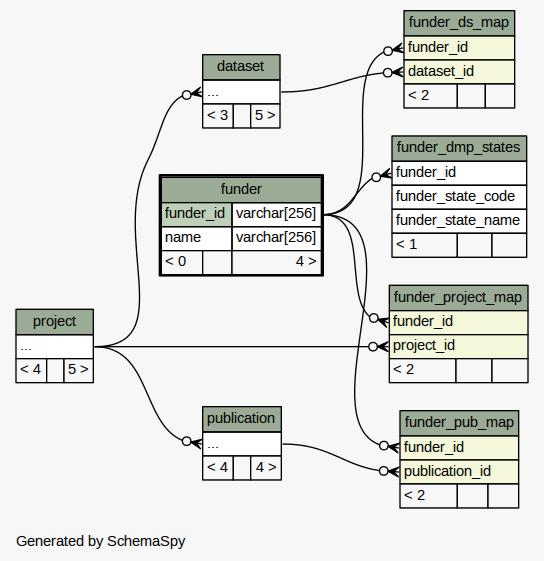 funder_ds_map
funder_id
dataset_id
< 2
dataset
...
< 3 5 >
funder_dmp_states
funder_id
funder_state_code
funder_state_name
< 1
funder
funder_id varchar[256]
name varchar[256]
< 0 4 >
funder_project_map
funder_id
project_id
< 2
project
...
< 4 5 >
publication
...
< 4 4 >
funder_pub_map
funder_id
publication_id
< 2
Generated by SchemaSpy